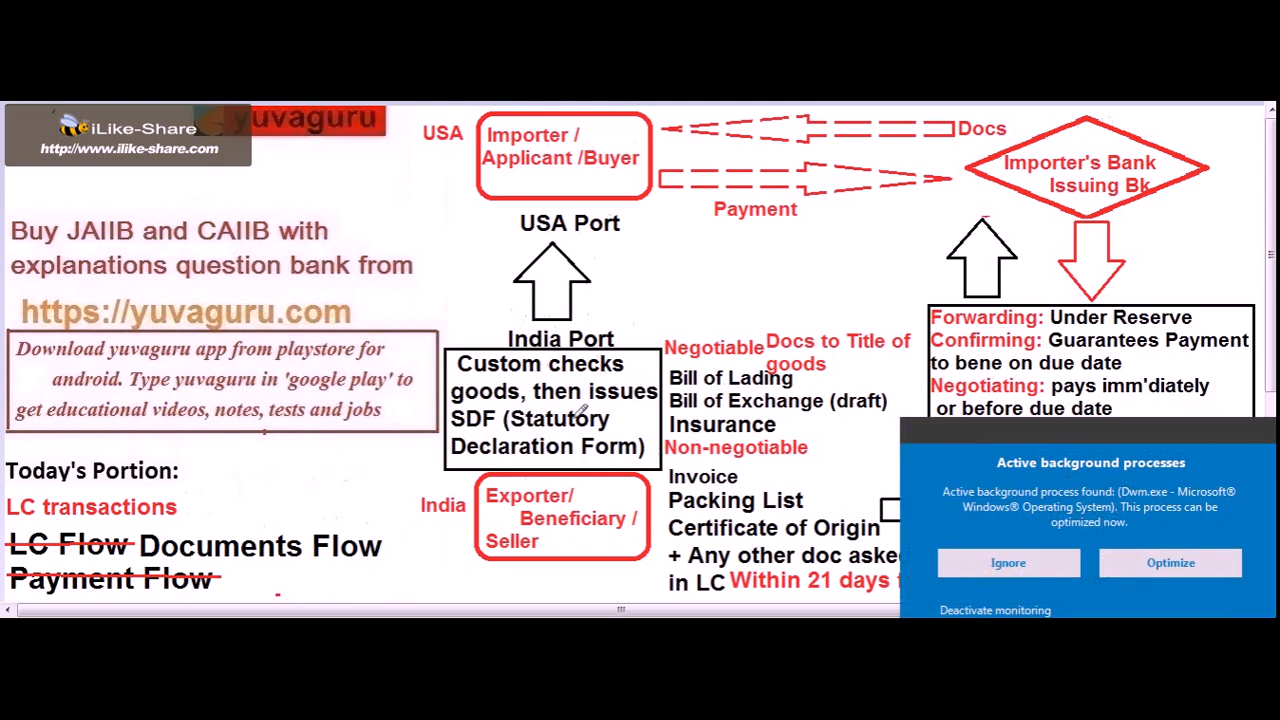 iLike-Share
http://www.ilike-share.com
yuvaguru
Buy JAIIB and CAIIB with
explanations question bank from
https://yuvaguru.com
Download yuvaguru app from playstore for
android. Type yuvaguru in 'google play' to
get educational videos, notes, tests and jobs
Today's Portion:
LC transactions
LC Flow Documents Flow
Payment Flow
USA
Importer /
Applicant /Buyer
USA Port
India Port
Custom checks
goods, then issues
SDF (Statutory
Declaration Form)
India
Exporter/
Beneficiary /
Seller
Docs
Payment
Importer's Bank
Issuing Bk
Negotiable Docs to Title of
goods
Bill of Lading
Bill of Exchange (draft)
Insurance
Non-negotiable
Invoice
Packing List
Certificate of Origin
+ Any other doc aske
in LC Within 21 days
Forwarding: Under Reserve
Confirming: Guarantees Payment
to bene on due date
Negotiating: pays imm'diately
or before due date
Active background processes
Active background process found: (Dwm.exe - Microsoft®
Windows® Operating System). This process can be
optimized now.
Ignore
Optimize
Deactivate monitoring